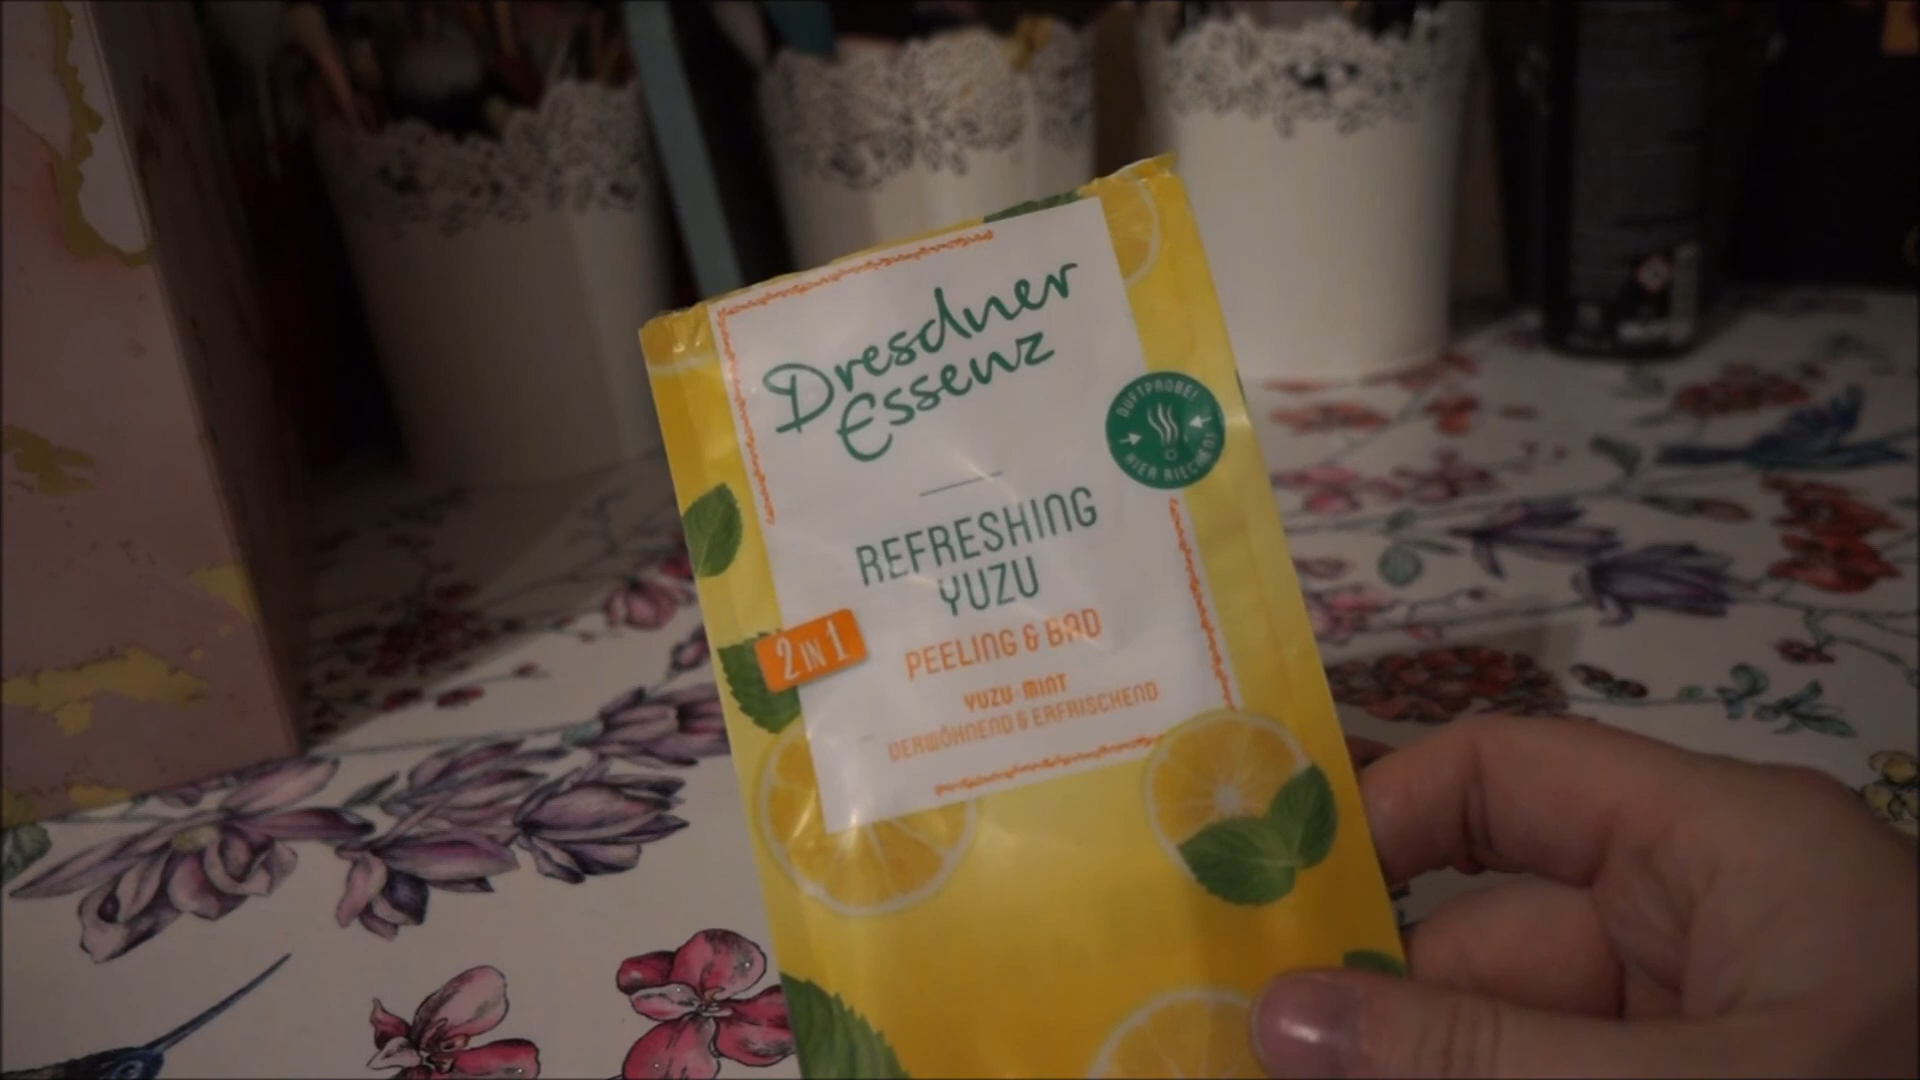 Dresdner
Essenz
DUFTPROBE!
HIER RIECHEN!
REFRESHING
YUZU
2 IN 1
PEELING & BAD
YUZU · MINT
VERWÖHNEND & ERFRISCHEND